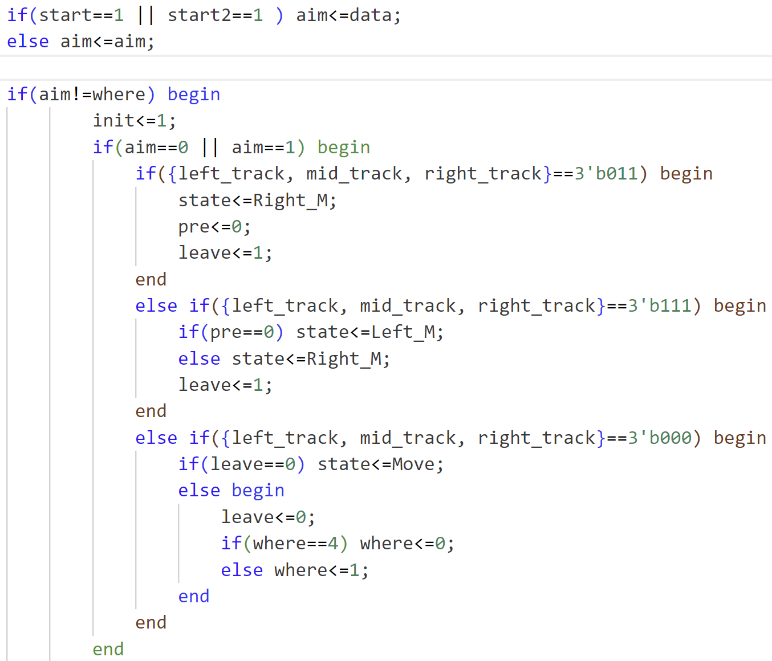 if(start==1 || start2==1 ) aim<=data;
else aim<=aim;
if(aim!=where) begin
init<=1;
if(aim==0 || aim==1) begin
if({left_track, mid_track, right_track}==3'b011) begin
state<=Right_M;
pre<=0;
leave<=1;
end
else if({left_track, mid_track, right_track}==3'b111) begin
if(pre==0) state<=Left_M;
else state<=Right_M;
leave<=1;
end
else if({left_track, mid_track, right_track}==3'b000) begin
if(leave==0) state<=Move;
else begin
leave<=0;
if(where==4) where<=0;
else where<=1;
end
end
end